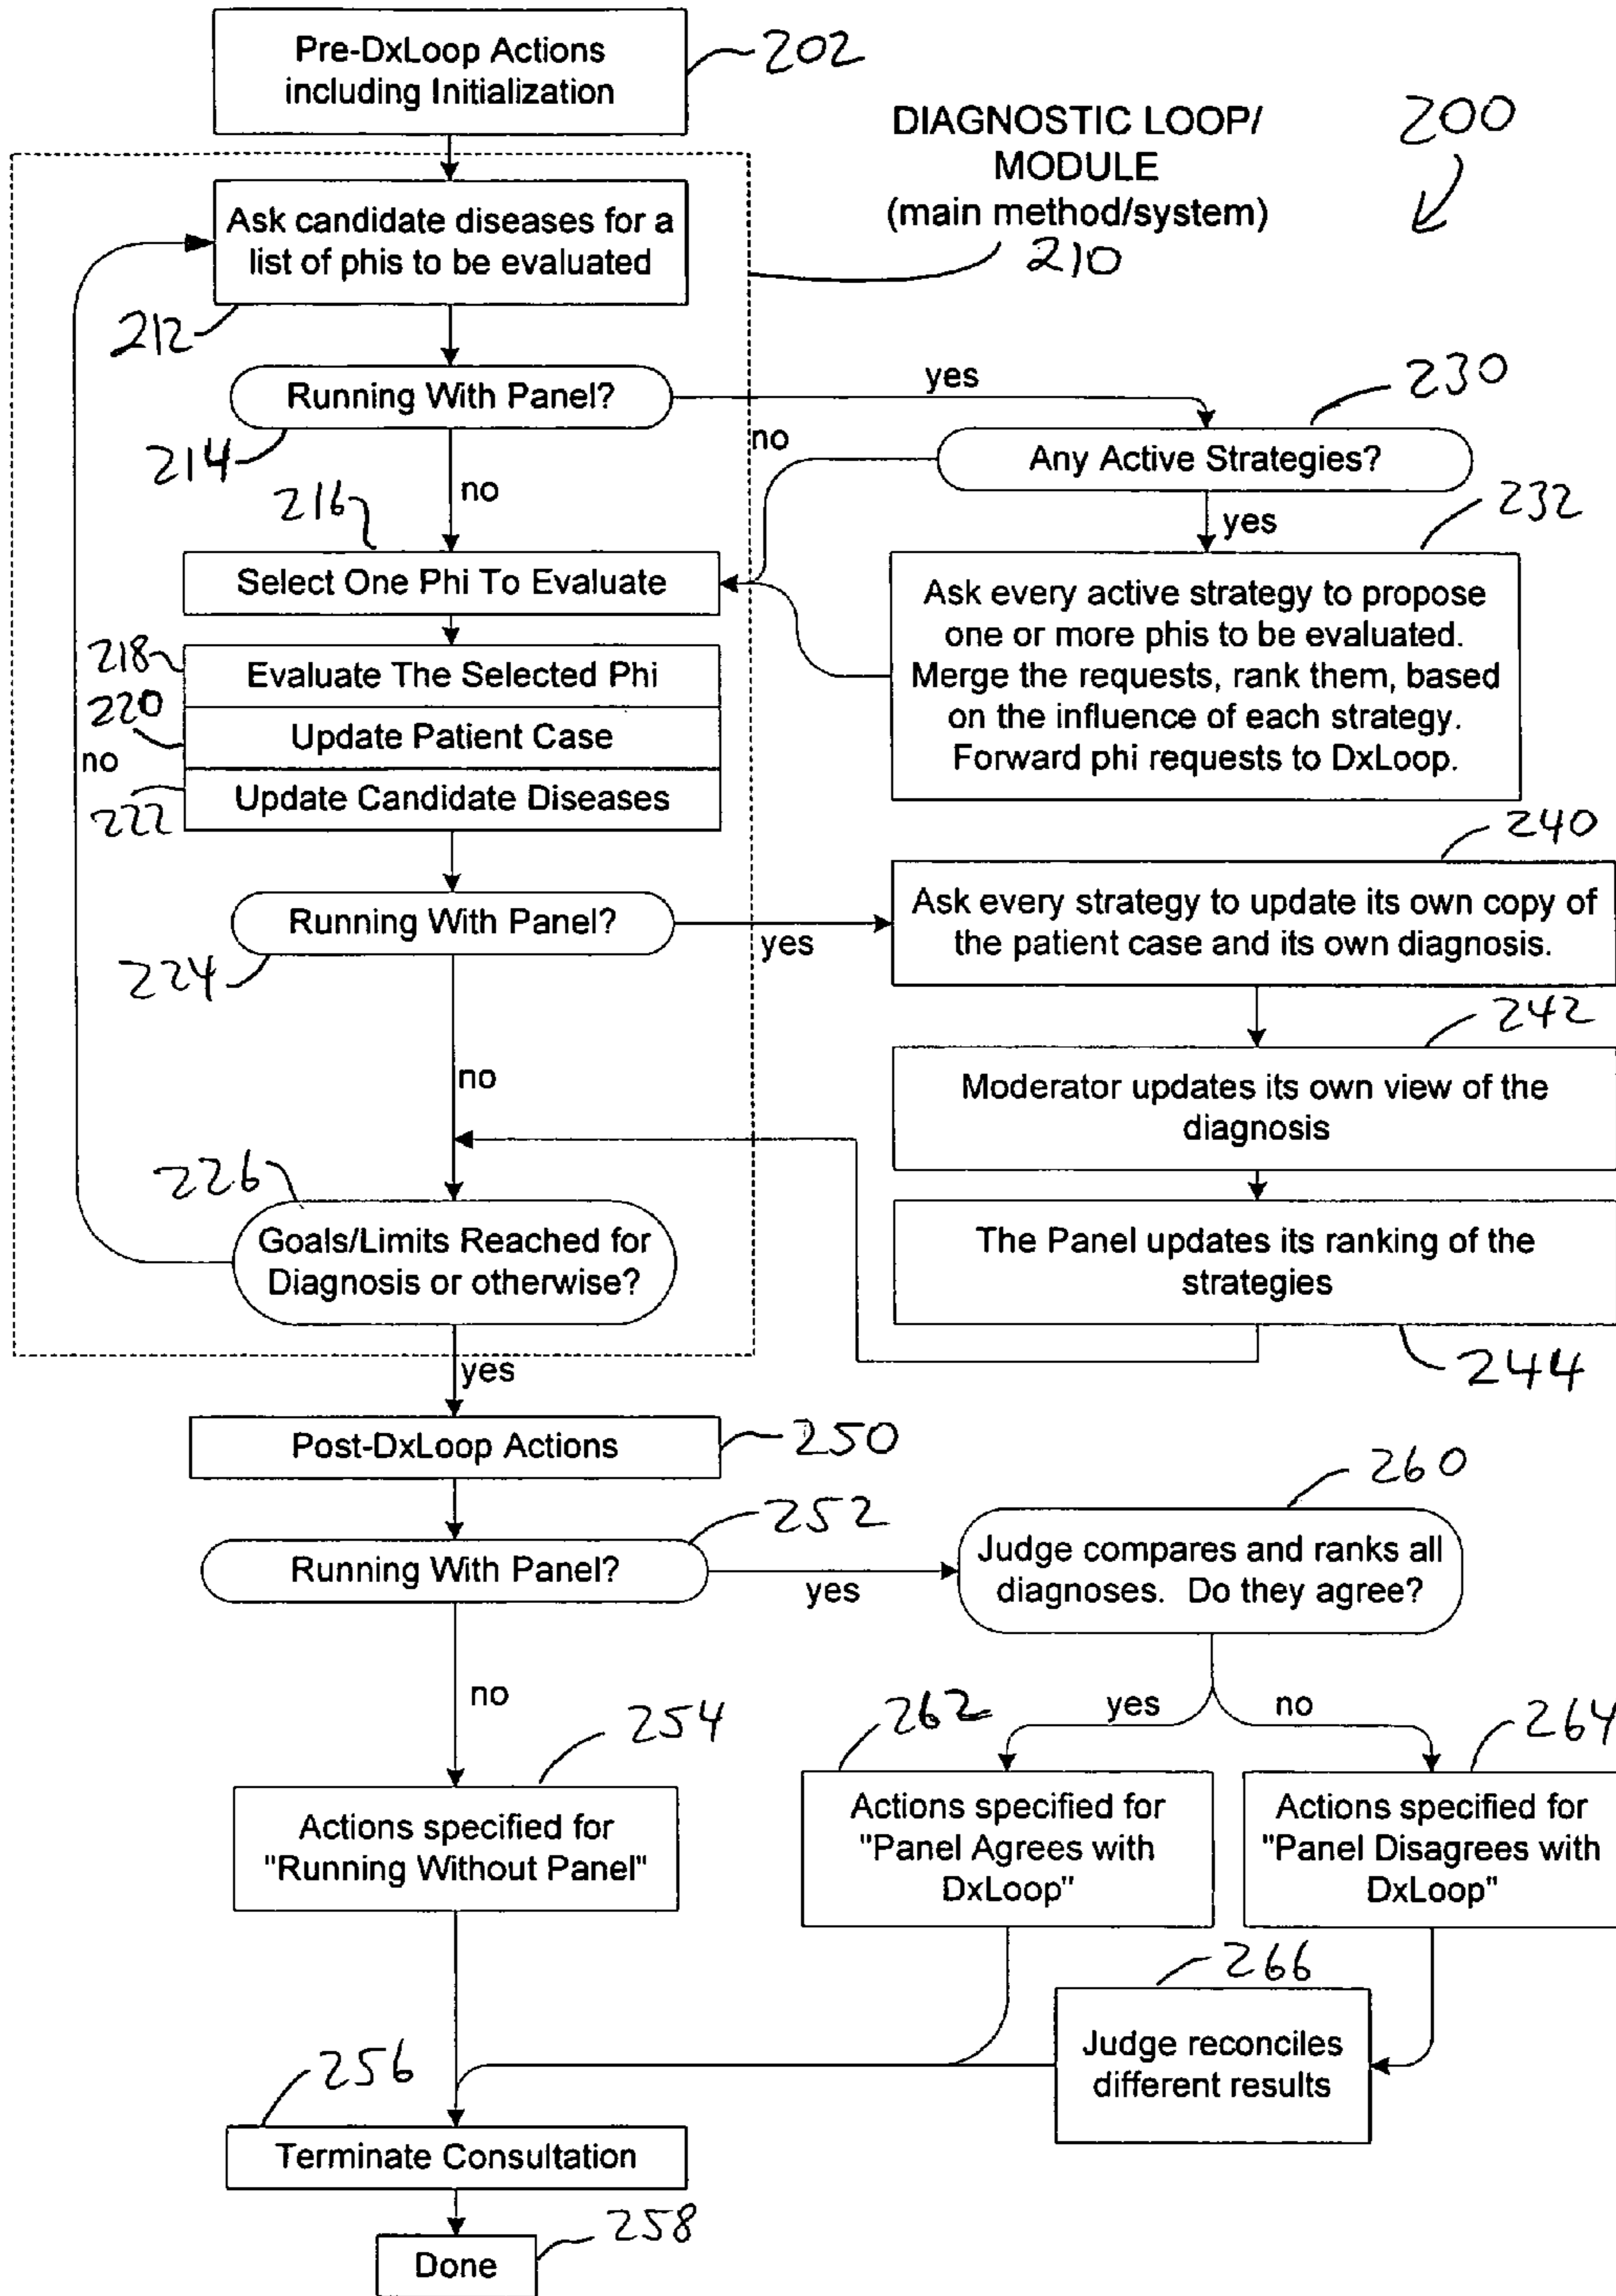 Pre-DxLoop Actions
including Initialization
202
DIAGNOSTIC LOOP/
MODULE
(main method/system)
200
210
Ask candidate diseases for a
list of phis to be evaluated
212
Running With Panel?
214
yes
no
230
Any Active Strategies?
no
yes
232
Ask every active strategy to propose
one or more phis to be evaluated.
Merge the requests, rank them, based
on the influence of each strategy.
Forward phi requests to DxLoop.
216
Select One Phi To Evaluate
218
Evaluate The Selected Phi
220
Update Patient Case
no
222
Update Candidate Diseases
Running With Panel?
224
yes
no
240
Ask every strategy to update its own copy of
the patient case and its own diagnosis.
242
Moderator updates its own view of the
diagnosis
The Panel updates its ranking of the
strategies
244
226
Goals/Limits Reached for
Diagnosis or otherwise?
yes
Post-DxLoop Actions
250
252
Running With Panel?
yes
no
260
Judge compares and ranks all
diagnoses. Do they agree?
yes
no
254
Actions specified for
"Running Without Panel"
262
Actions specified for
"Panel Agrees with
DxLoop"
264
Actions specified for
"Panel Disagrees with
DxLoop"
266
Judge reconciles
different results
256
Terminate Consultation
258
Done